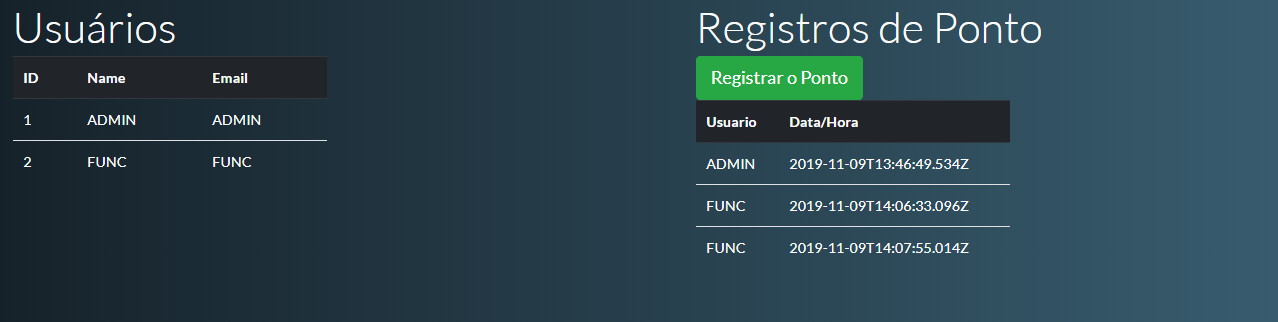 Usuários
ID Name Email
1 ADMIN ADMIN
2 FUNC FUNC
Registros de Ponto
Registrar o Ponto
Usuario Data/Hora
ADMIN 2019-11-09T13:46:49.534Z
FUNC 2019-11-09T14:06:33.096Z
FUNC 2019-11-09T14:07:55.014Z